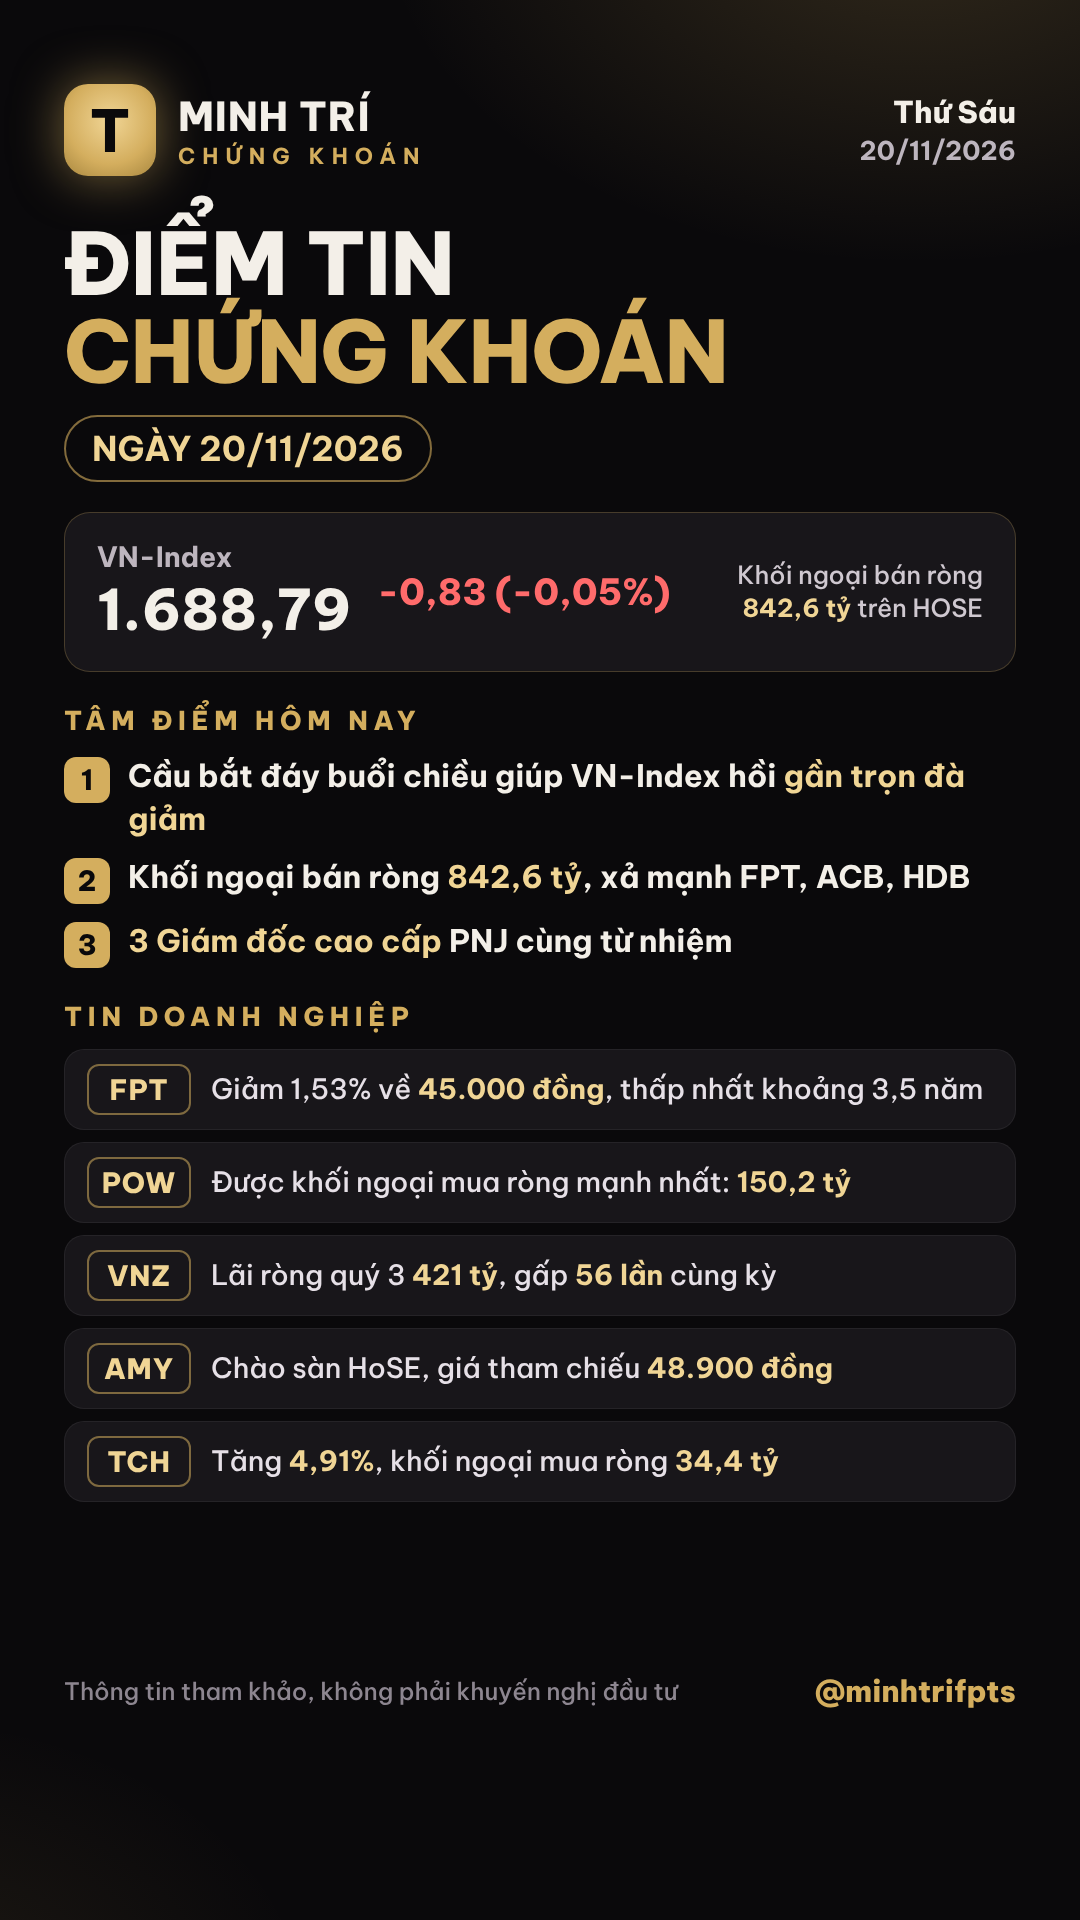 T
MINH TRÍ
CHỨNG KHOÁN
Thứ Sáu
20/11/2026
ĐIỂM TIN
CHỨNG KHOÁN
NGÀY 20/11/2026
VN-Index
1.688,79
-0,83 (-0,05%)
Khối ngoại bán ròng
842,6 tỷ trên HOSE
TÂM ĐIỂM HÔM NAY
1 Cầu bắt đáy buổi chiều giúp VN-Index hồi gần trọn đà
giảm
2 Khối ngoại bán ròng 842,6 tỷ, xả mạnh FPT, ACB, HDB
3 3 Giám đốc cao cấp PNJ cùng từ nhiệm
TIN DOANH NGHIỆP
FPT Giảm 1,53% về 45.000 đồng, thấp nhất khoảng 3,5 năm
POW Được khối ngoại mua ròng mạnh nhất: 150,2 tỷ
VNZ Lãi ròng quý 3 421 tỷ, gấp 56 lần cùng kỳ
AMY Chào sàn HoSE, giá tham chiếu 48.900 đồng
TCH Tăng 4,91%, khối ngoại mua ròng 34,4 tỷ
Thông tin tham khảo, không phải khuyến nghị đầu tư
@minhtrifpts